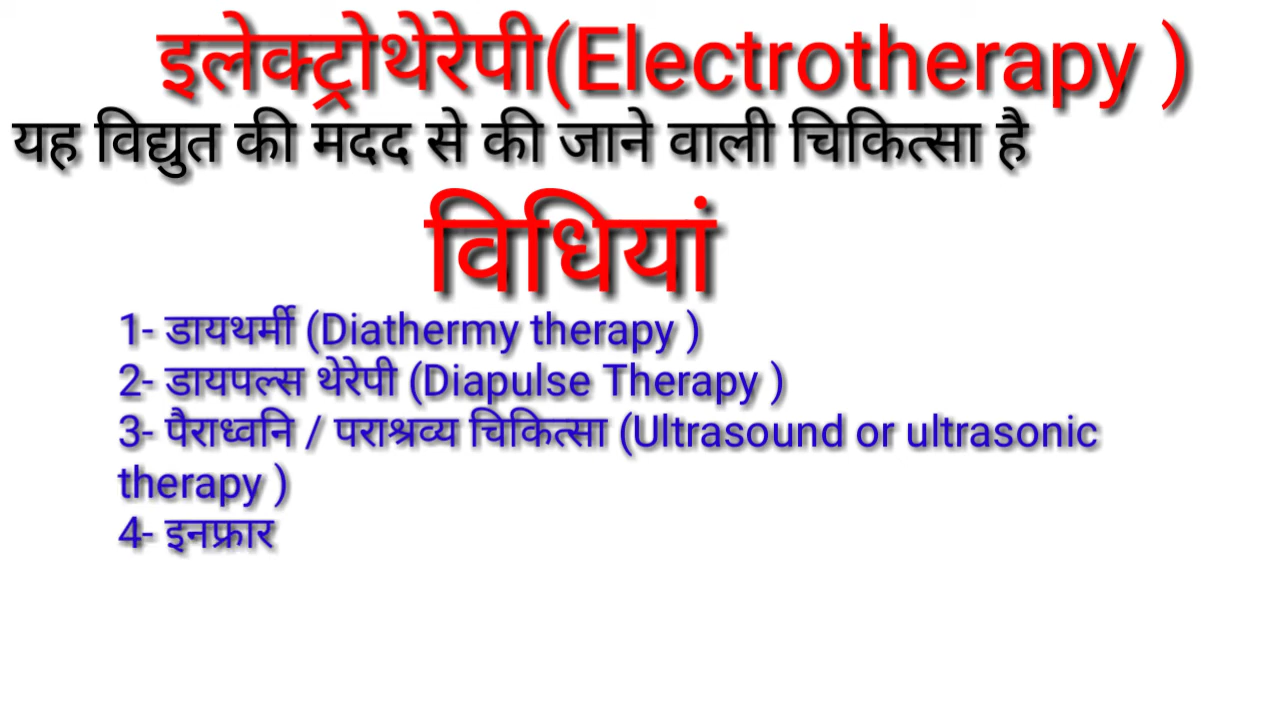 इलेक्ट्रोथेरेपी(Electrotherapy )
यह विद्युत की मदद से की जाने वाली चिकित्सा है
विधियां
1- डायथर्मी (Diathermy therapy )
2- डायपल्स थेरेपी (Diapulse Therapy )
3- पैराध्वनि / पराश्रव्य चिकित्सा (Ultrasound or ultrasonic
therapy )
4- इनफ्रार